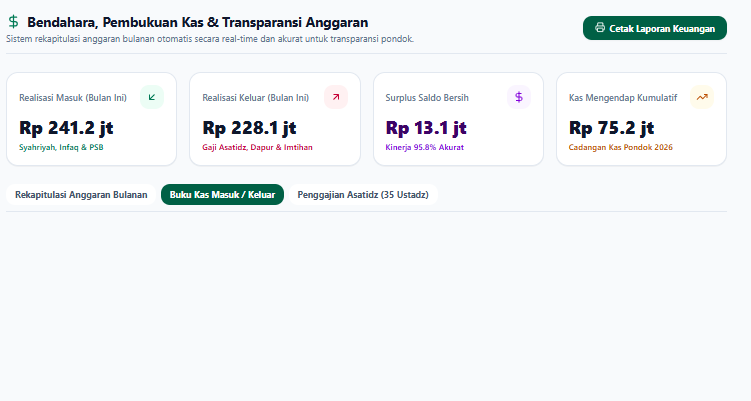 Bendahara, Pembukuan Kas & Transparansi Anggaran
Sistem rekapitulasi anggaran bulanan otomatis secara real-time dan akurat untuk transparansi pondok.
Cetak Laporan Keuangan
Realisasi Masuk (Bulan Ini)
Rp 241.2 jt
Syahriyah, Infaq & PSB
Realisasi Keluar (Bulan Ini)
Rp 228.1 jt
Gaji Asatidz, Dapur & Imtihan
Surplus Saldo Bersih
Rp 13.1 jt
Kinerja 95.8% Akurat
Kas Mengendap Kumulatif
Rp 75.2 jt
Cadangan Kas Pondok 2026
Rekapitulasi Anggaran Bulanan
Buku Kas Masuk / Keluar
Penggajian Asatidz (35 Ustadz)